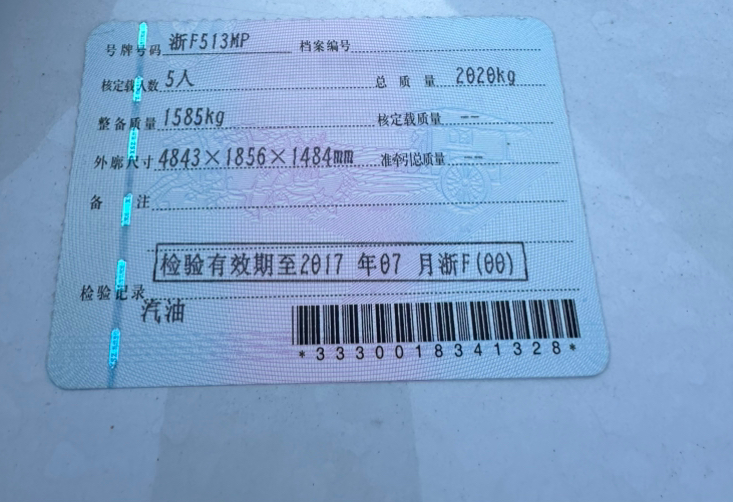 号牌号码 浙F513MP 档案编号
核定载人数 5人 总质量 2020kg
整备质量 1585kg 核定载质量 --
外廓尺寸 4843×1856×1484mm 准牵引总质量 --
备注
检验有效期至2017 年07 月浙F(00)
检验记录
汽油
*3330018341328*